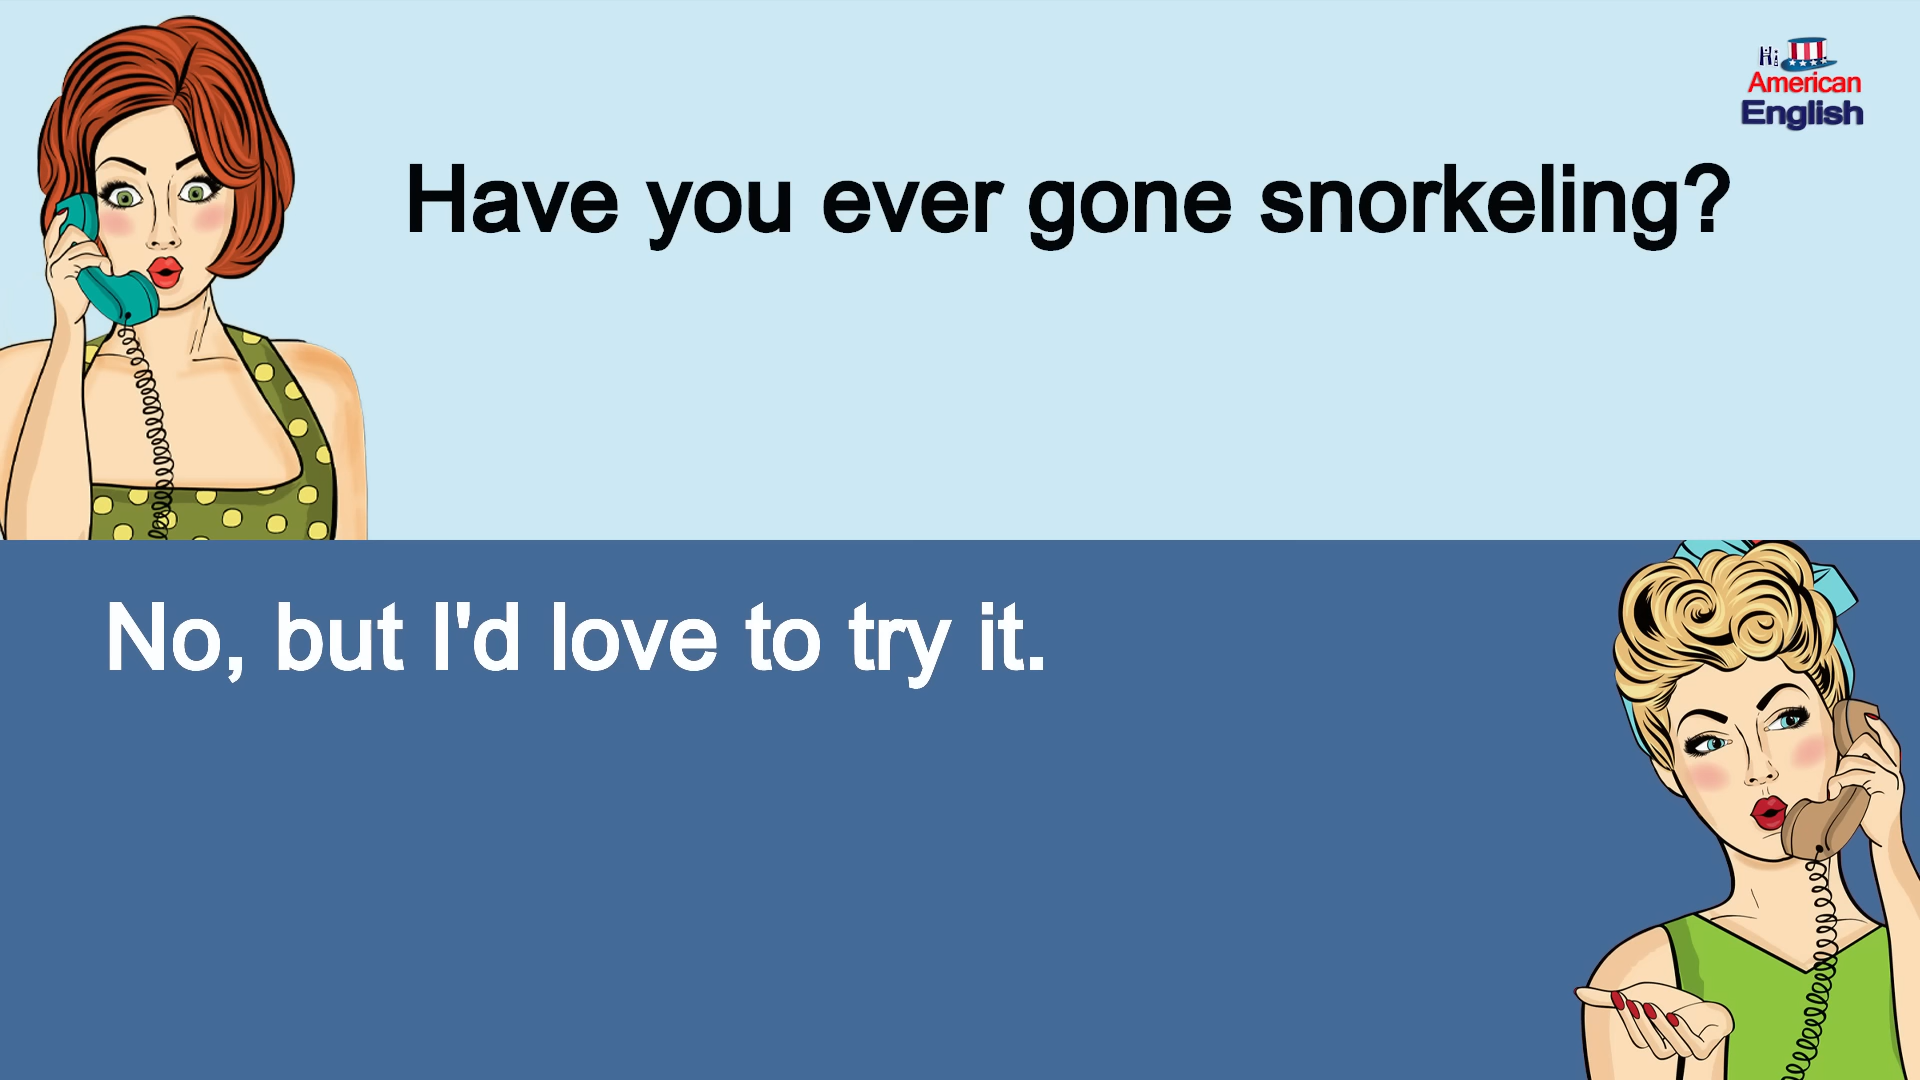 Hi
American
English
Have you ever gone snorkeling?
No, but I'd love to try it.